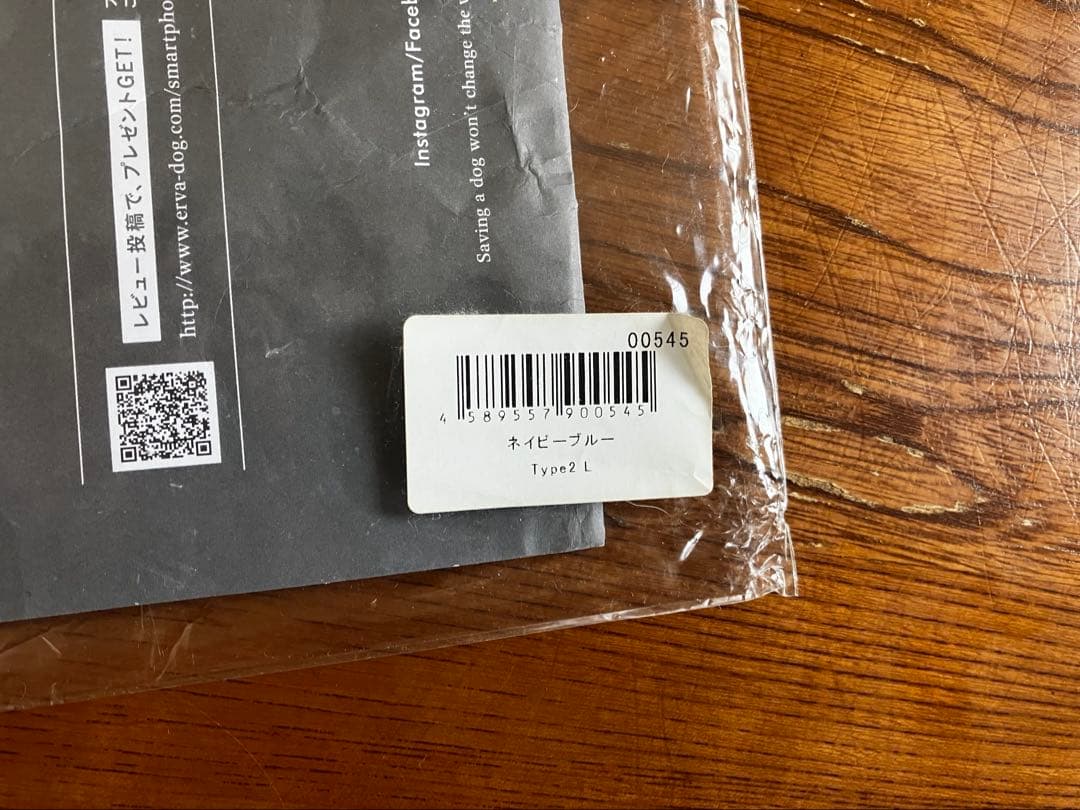 レビュー投稿で、プレゼントGET!
http://www.erva-dog.com/smartpho
Instagram/Faceb
Saving a dog won't change the
00545
4 589557 900545
ネイビーブルー
Type2 L